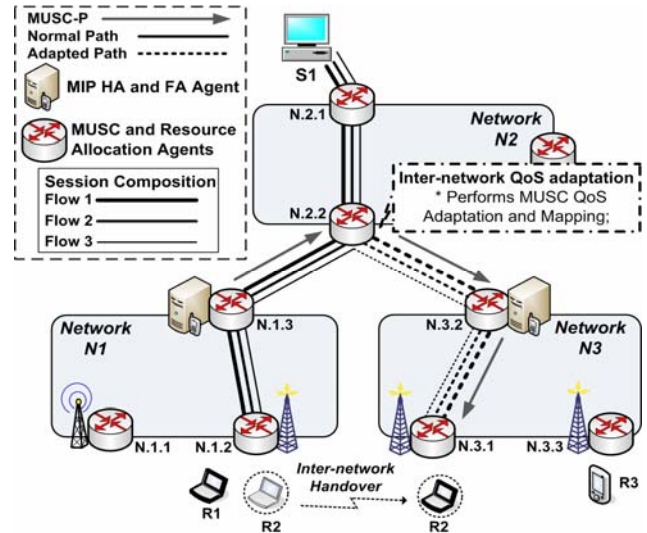 MUSC-P
Normal Path
Adapted Path
MIP HA and FA Agent
MUSC and Resource
Allocation Agents
Session Composition
Flow 1
Flow 2
Flow 3
S1
N.2.1
Network
N2
Inter-network QoS adaptation
* Performs MUSC QoS
Adaptation and Mapping;
N.2.2
Network
N1
N.1.3
N.3.2
Network
N3
N.1.1
N.1.2
N.3.1
N.3.3
Inter-network
Handover
R1
R2
R2
R3